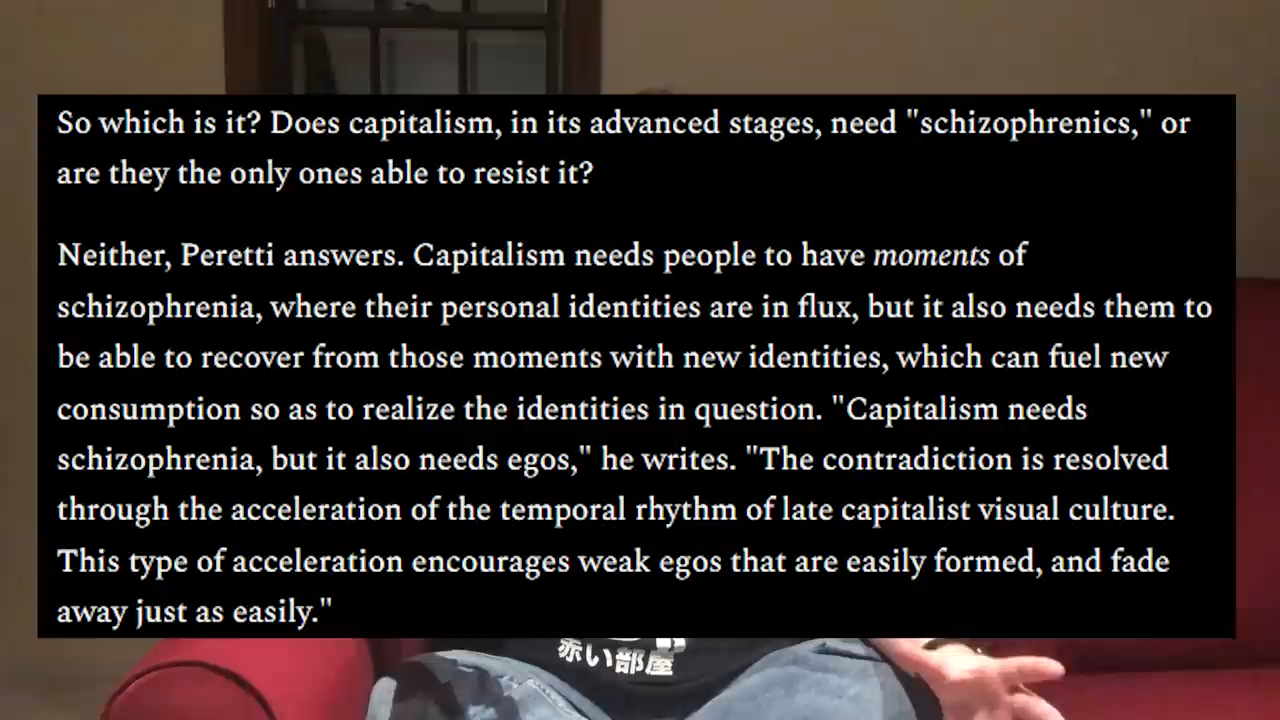 So which is it? Does capitalism, in its advanced stages, need "schizophrenics," or
are they the only ones able to resist it?
Neither, Peretti answers. Capitalism needs people to have moments of
schizophrenia, where their personal identities are in flux, but it also needs them to
be able to recover from those moments with new identities, which can fuel new
consumption so as to realize the identities in question. "Capitalism needs
schizophrenia, but it also needs egos," he writes. "The contradiction is resolved
through the acceleration of the temporal rhythm of late capitalist visual culture.
This type of acceleration encourages weak egos that are easily formed, and fade
away just as easily."
赤い部屋